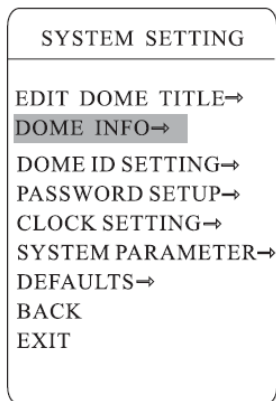 SYSTEM SETTING
EDIT DOME TITLE⇒
DOME INFO⇒
DOME ID SETTING⇒
PASSWORD SETUP⇒
CLOCK SETTING⇒
SYSTEM PARAMETER⇒
DEFAULTS⇒
BACK
EXIT